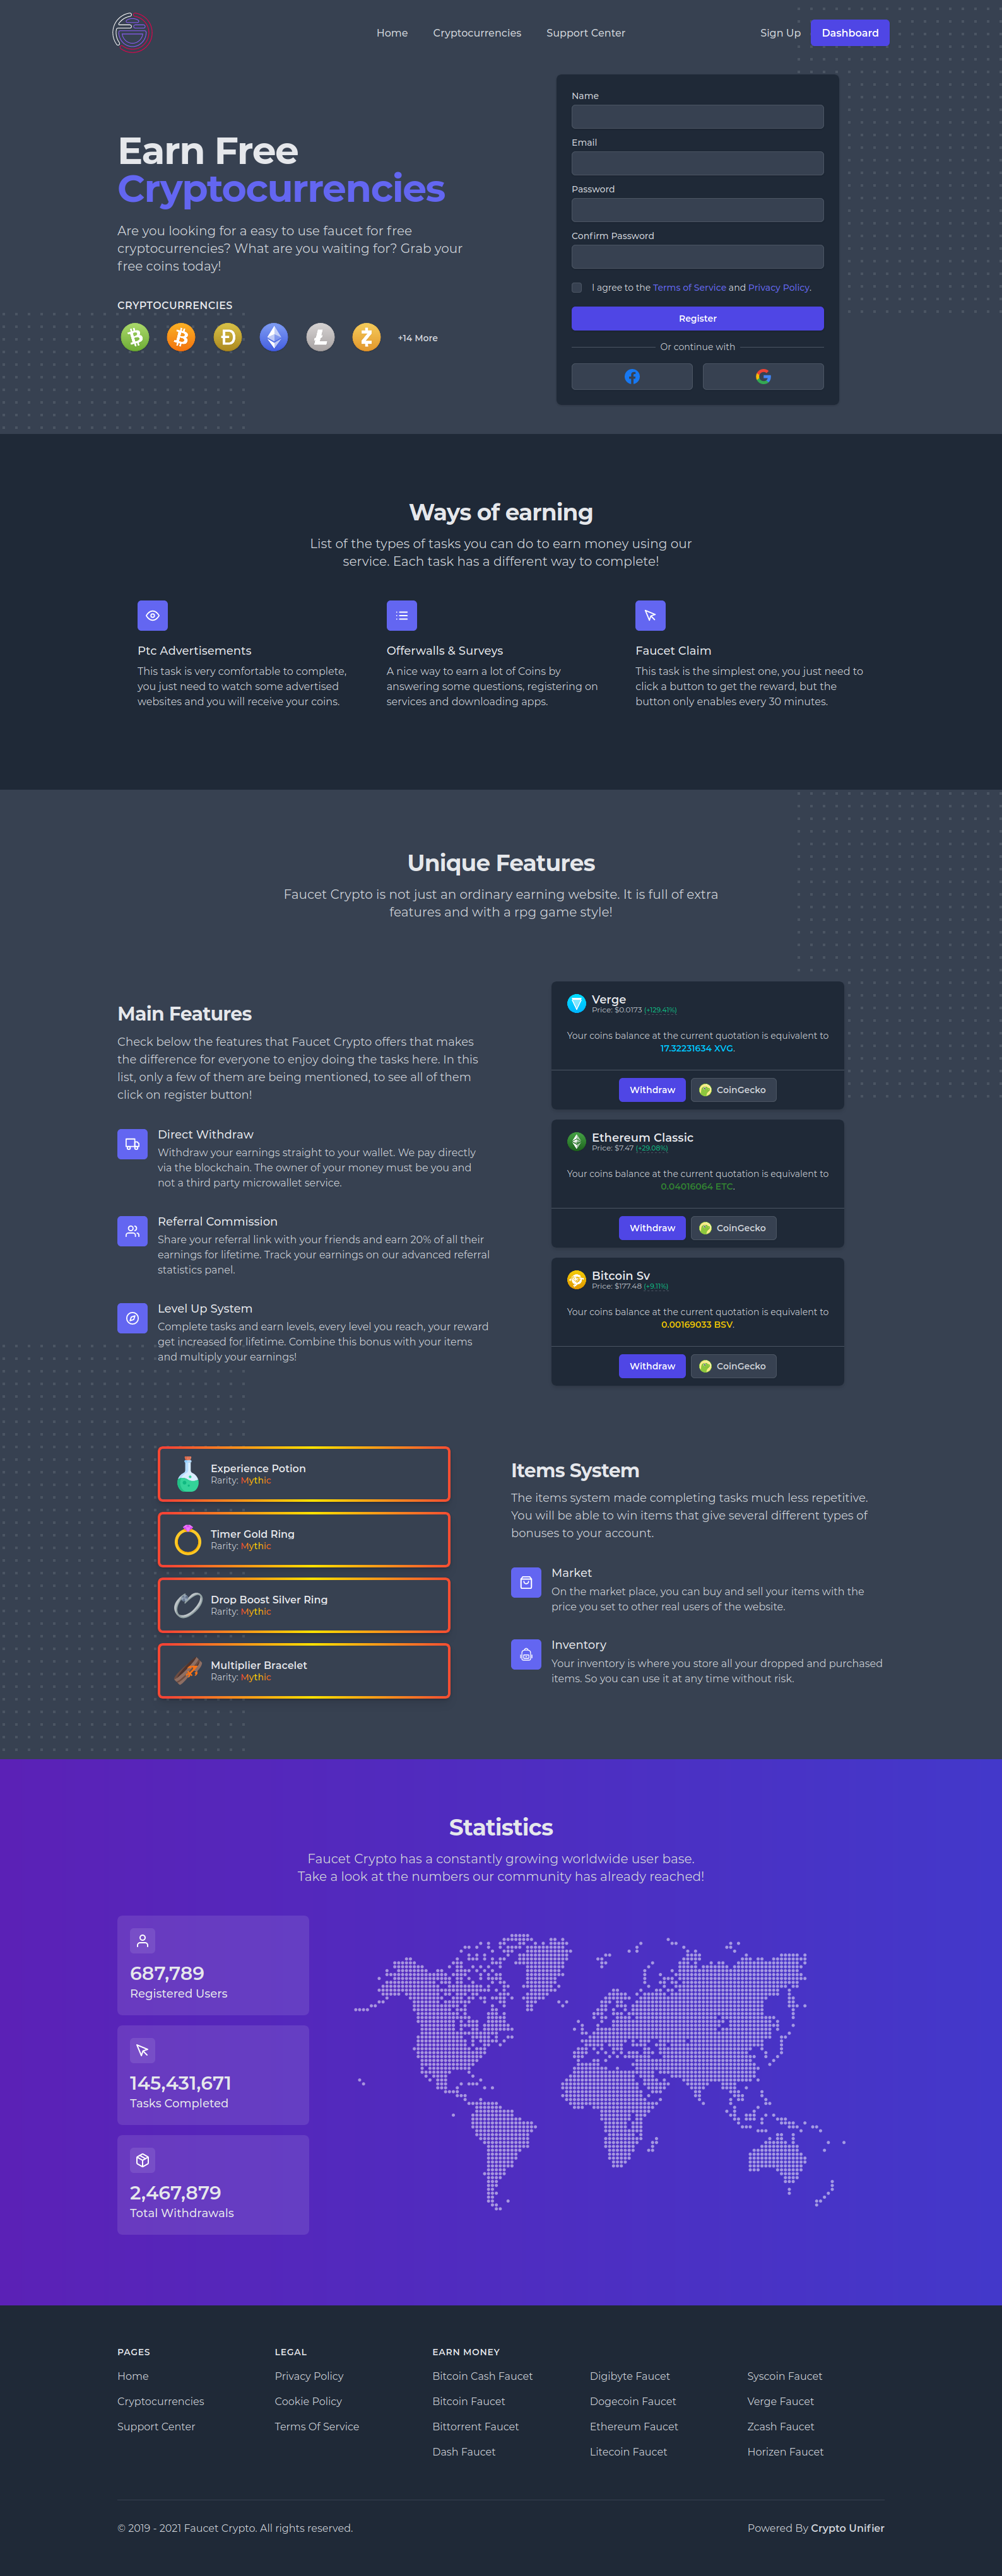 Home
Cryptocurrencies
Support Center
Sign Up
Dashboard
Earn Free
Cryptocurrencies
Are you looking for a easy to use faucet for free
cryptocurrencies? What are you waiting for? Grab your
free coins today!
CRYPTOCURRENCIES
+14 More
Name
Email
Password
Confirm Password
I agree to the Terms of Service and Privacy Policy.
Register
Or continue with
Ways of earning
List of the types of tasks you can do to earn money using our
service. Each task has a different way to complete!
Ptc Advertisements
This task is very comfortable to complete,
you just need to watch some advertised
websites and you will receive your coins.
Offerwalls & Surveys
A nice way to earn a lot of Coins by
answering some questions, registering on
services and downloading apps.
Faucet Claim
This task is the simplest one, you just need to
click a button to get the reward, but the
button only enables every 30 minutes.
Unique Features
Faucet Crypto is not just an ordinary earning website. It is full of extra
features and with a rpg game style!
Main Features
Check below the features that Faucet Crypto offers that makes
the difference for everyone to enjoy doing the tasks here. In this
list, only a few of them are being mentioned, to see all of them
click on register button!
Direct Withdraw
Withdraw your earnings straight to your wallet. We pay directly
via the blockchain. The owner of your money must be you and
not a third party microwallet service.
Referral Commission
Share your referral link with your friends and earn 20% of all their
earnings for lifetime. Track your earnings on our advanced referral
statistics panel.
Level Up System
Complete tasks and earn levels, every level you reach, your reward
get increased for lifetime. Combine this bonus with your items
and multiply your earnings!
Verge
Price: $0.0173 (+129.41%)
Your coins balance at the current quotation is equivalent to
17.32231634 XVG.
Withdraw
CoinGecko
Ethereum Classic
Price: $7.47 (+29.08%)
Your coins balance at the current quotation is equivalent to
0.04016064 ETC.
Withdraw
CoinGecko
Bitcoin Sv
Price: $177.48 (+9.11%)
Your coins balance at the current quotation is equivalent to
0.00169033 BSV.
Withdraw
CoinGecko
Experience Potion
Rarity: Mythic
Timer Gold Ring
Rarity: Mythic
Drop Boost Silver Ring
Rarity: Mythic
Multiplier Bracelet
Rarity: Mythic
Items System
The items system made completing tasks much less repetitive.
You will be able to win items that give several different types of
bonuses to your account.
Market
On the market place, you can buy and sell your items with the
price you set to other real users of the website.
Inventory
Your inventory is where you store all your dropped and purchased
items. So you can use it at any time without risk.
Statistics
Faucet Crypto has a constantly growing worldwide user base.
Take a look at the numbers our community has already reached!
687,789
Registered Users
145,431,671
Tasks Completed
2,467,879
Total Withdrawals
PAGES
Home
Cryptocurrencies
Support Center
LEGAL
Privacy Policy
Cookie Policy
Terms Of Service
EARN MONEY
Bitcoin Cash Faucet
Bitcoin Faucet
Bittorrent Faucet
Dash Faucet
Digibyte Faucet
Dogecoin Faucet
Ethereum Faucet
Litecoin Faucet
Syscoin Faucet
Verge Faucet
Zcash Faucet
Horizen Faucet
© 2019 - 2021 Faucet Crypto. All rights reserved.
Powered By Crypto Unifier